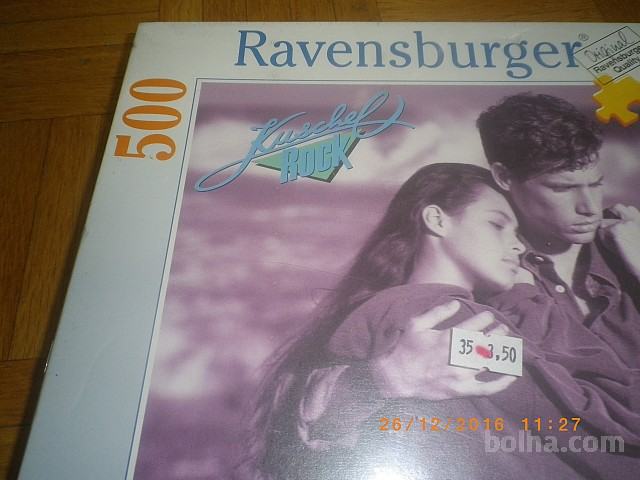 Ravensburger®
Original
Ravensburger
Quality
500
Kuschel
ROCK
35 3,50
26/12/2016 11:27
bolha.com